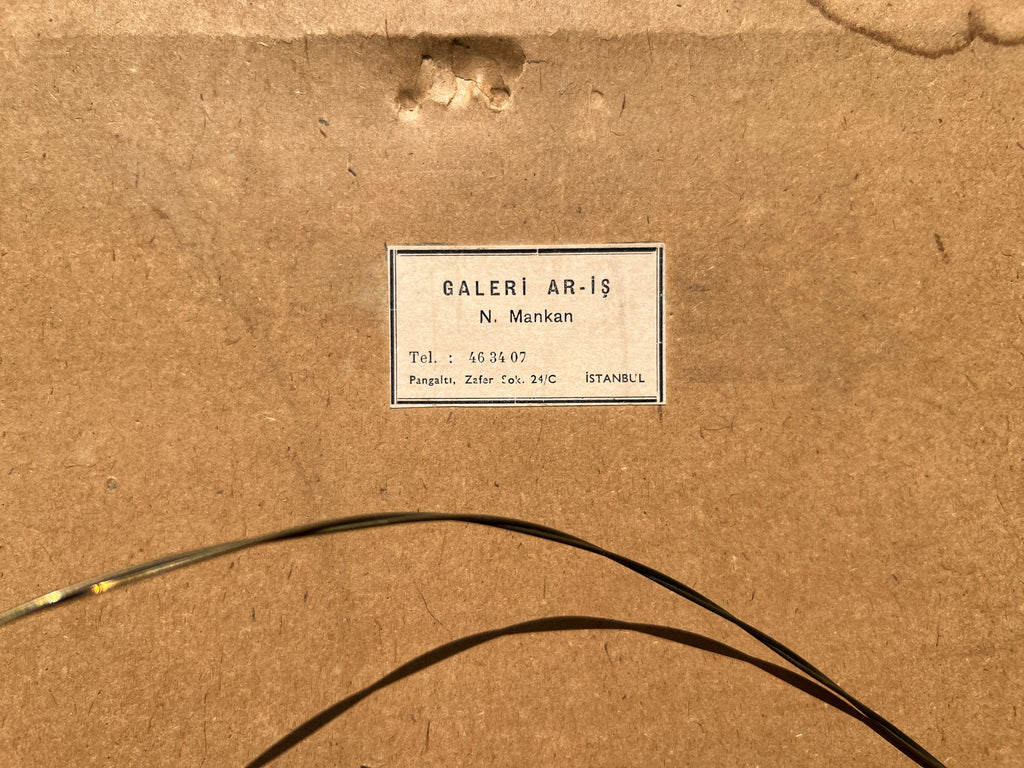 GALERİ AR-İŞ
N. Mankan
Tel. : 46 34 07
Pangaltı, Zafer Sok. 24/C İSTANBUL